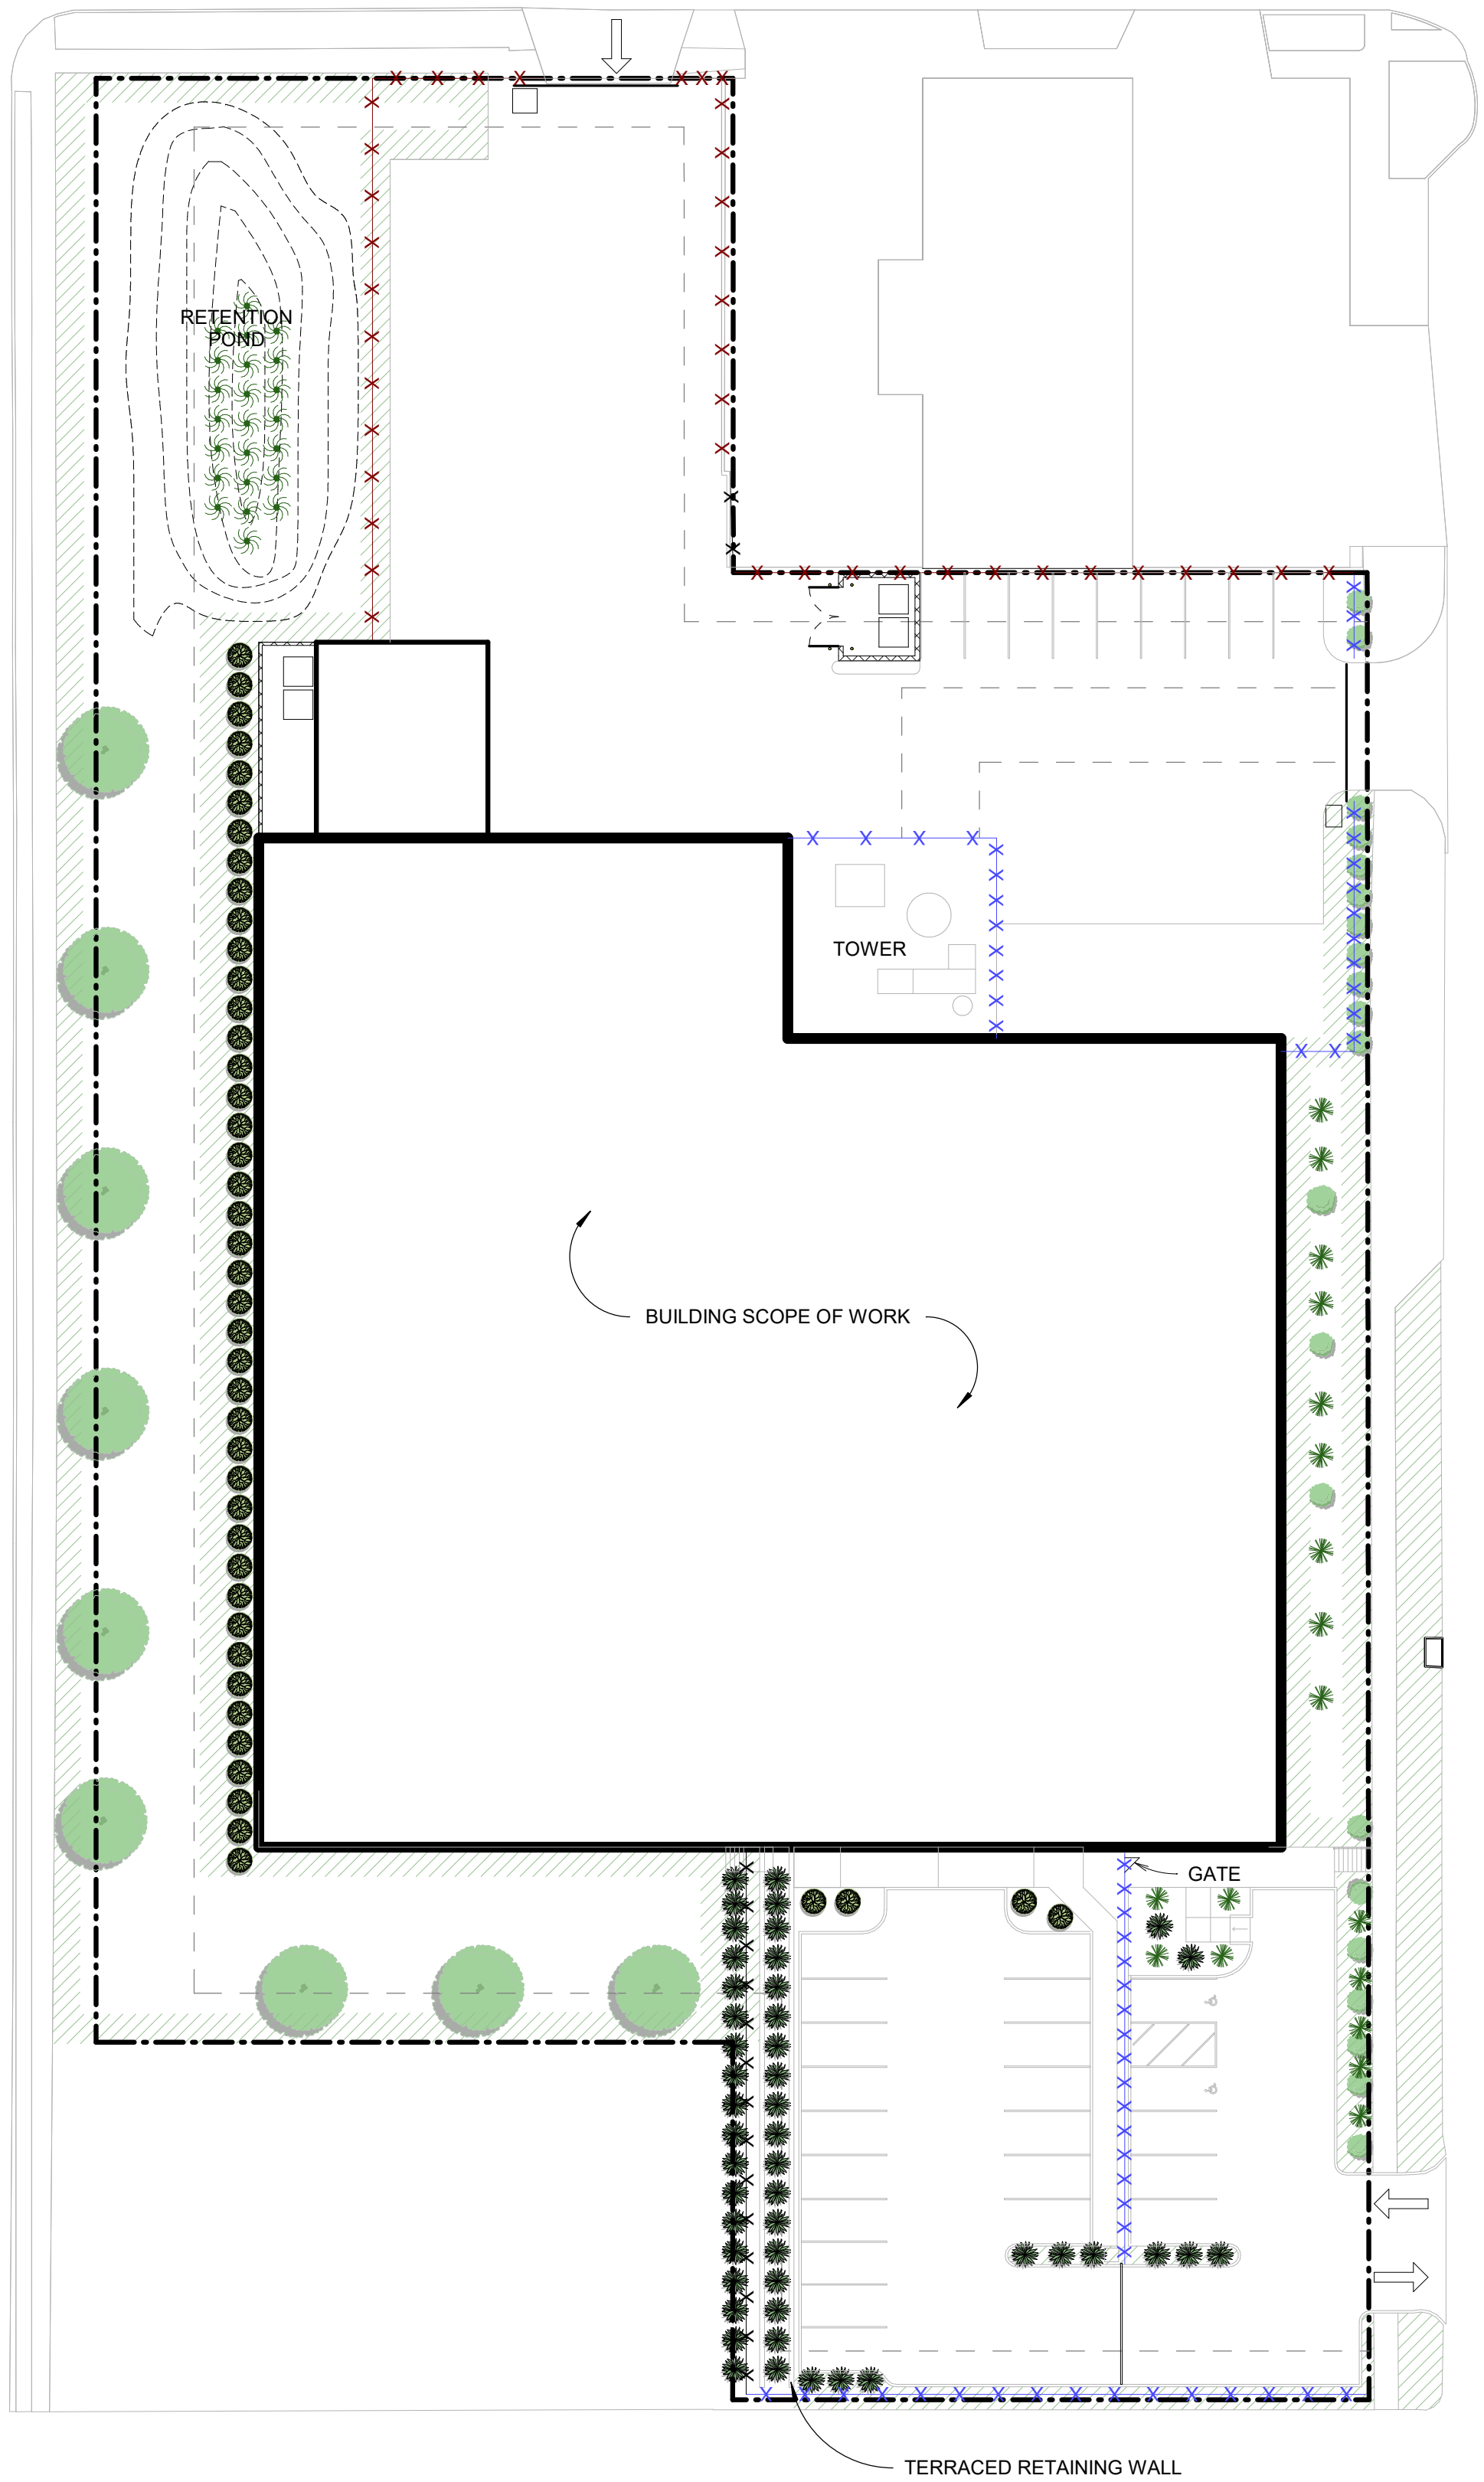 RETENTION
POND
TOWER
BUILDING SCOPE OF WORK
GATE
TERRACED RETAINING WALL